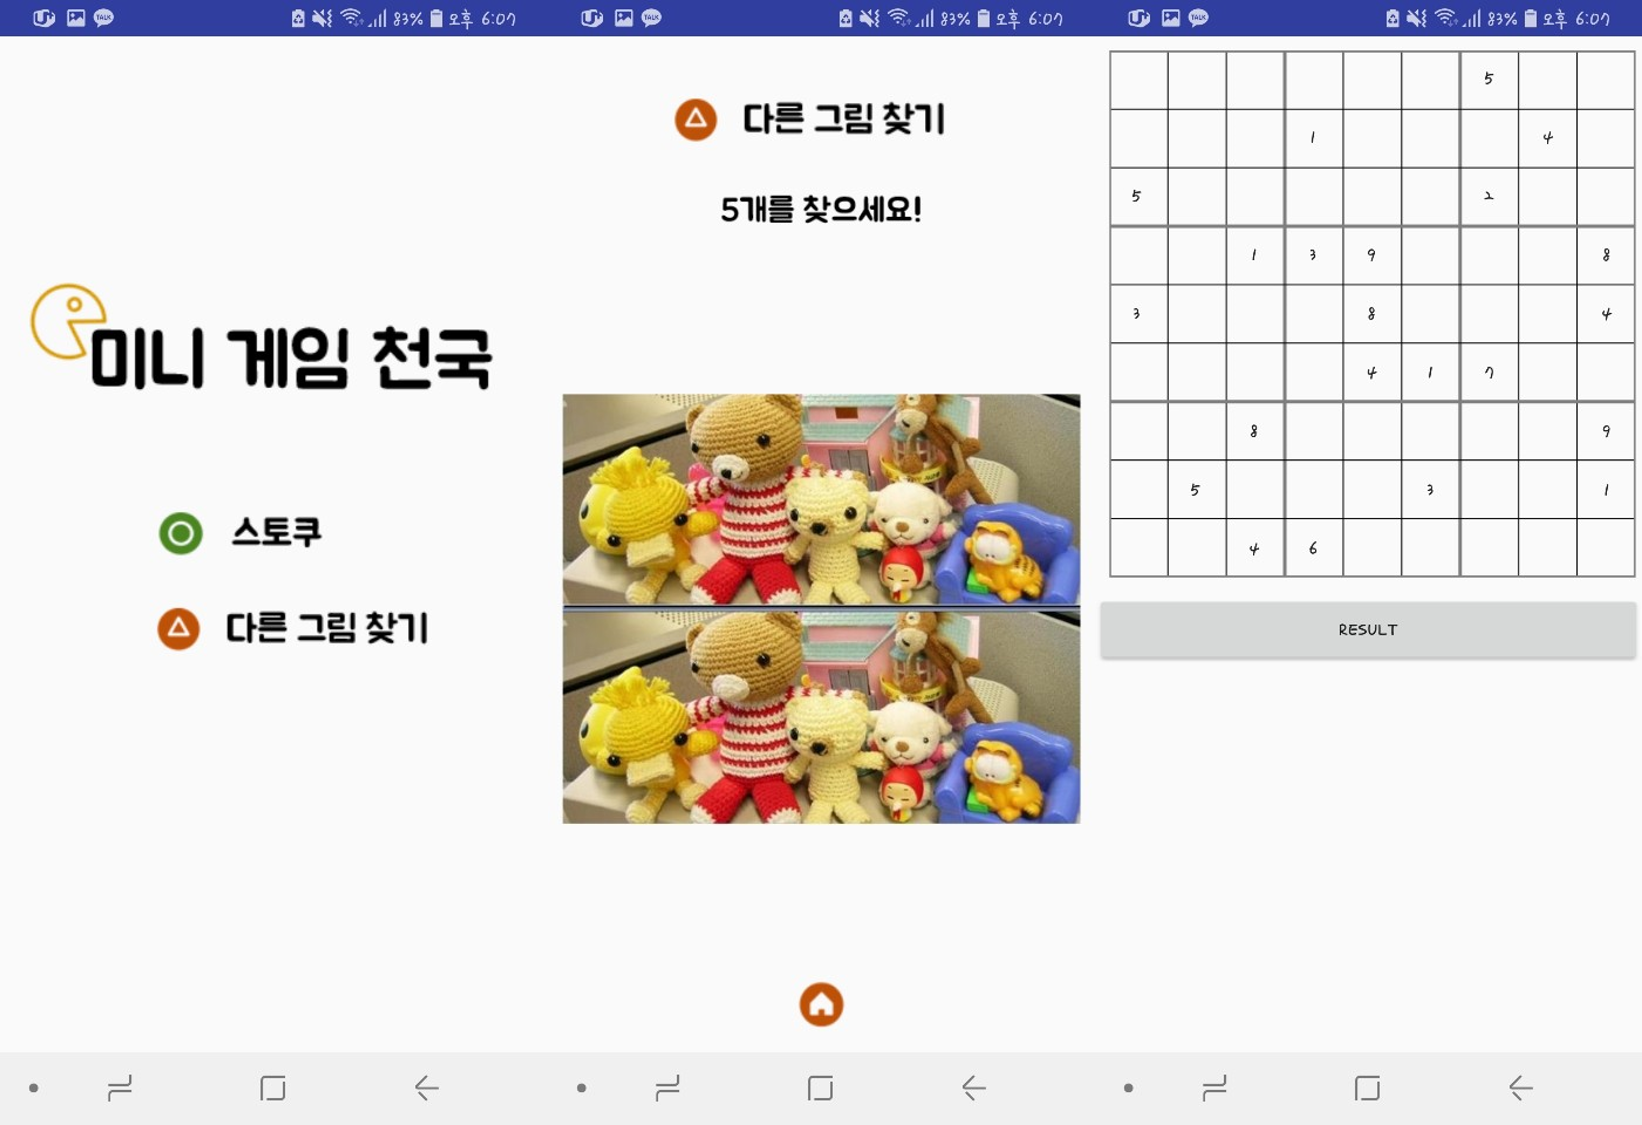 TALK 83% 오후 6:07
미니 게임 천국
스토쿠
다른 그림 찾기
TALK 83% 오후 6:07
다른 그림 찾기
5개를 찾으세요!
TALK 83% 오후 6:07
5
1 4
5 2
1 3 9 8
3 8 4
4 1 7
8 9
5 3 1
4 6
RESULT